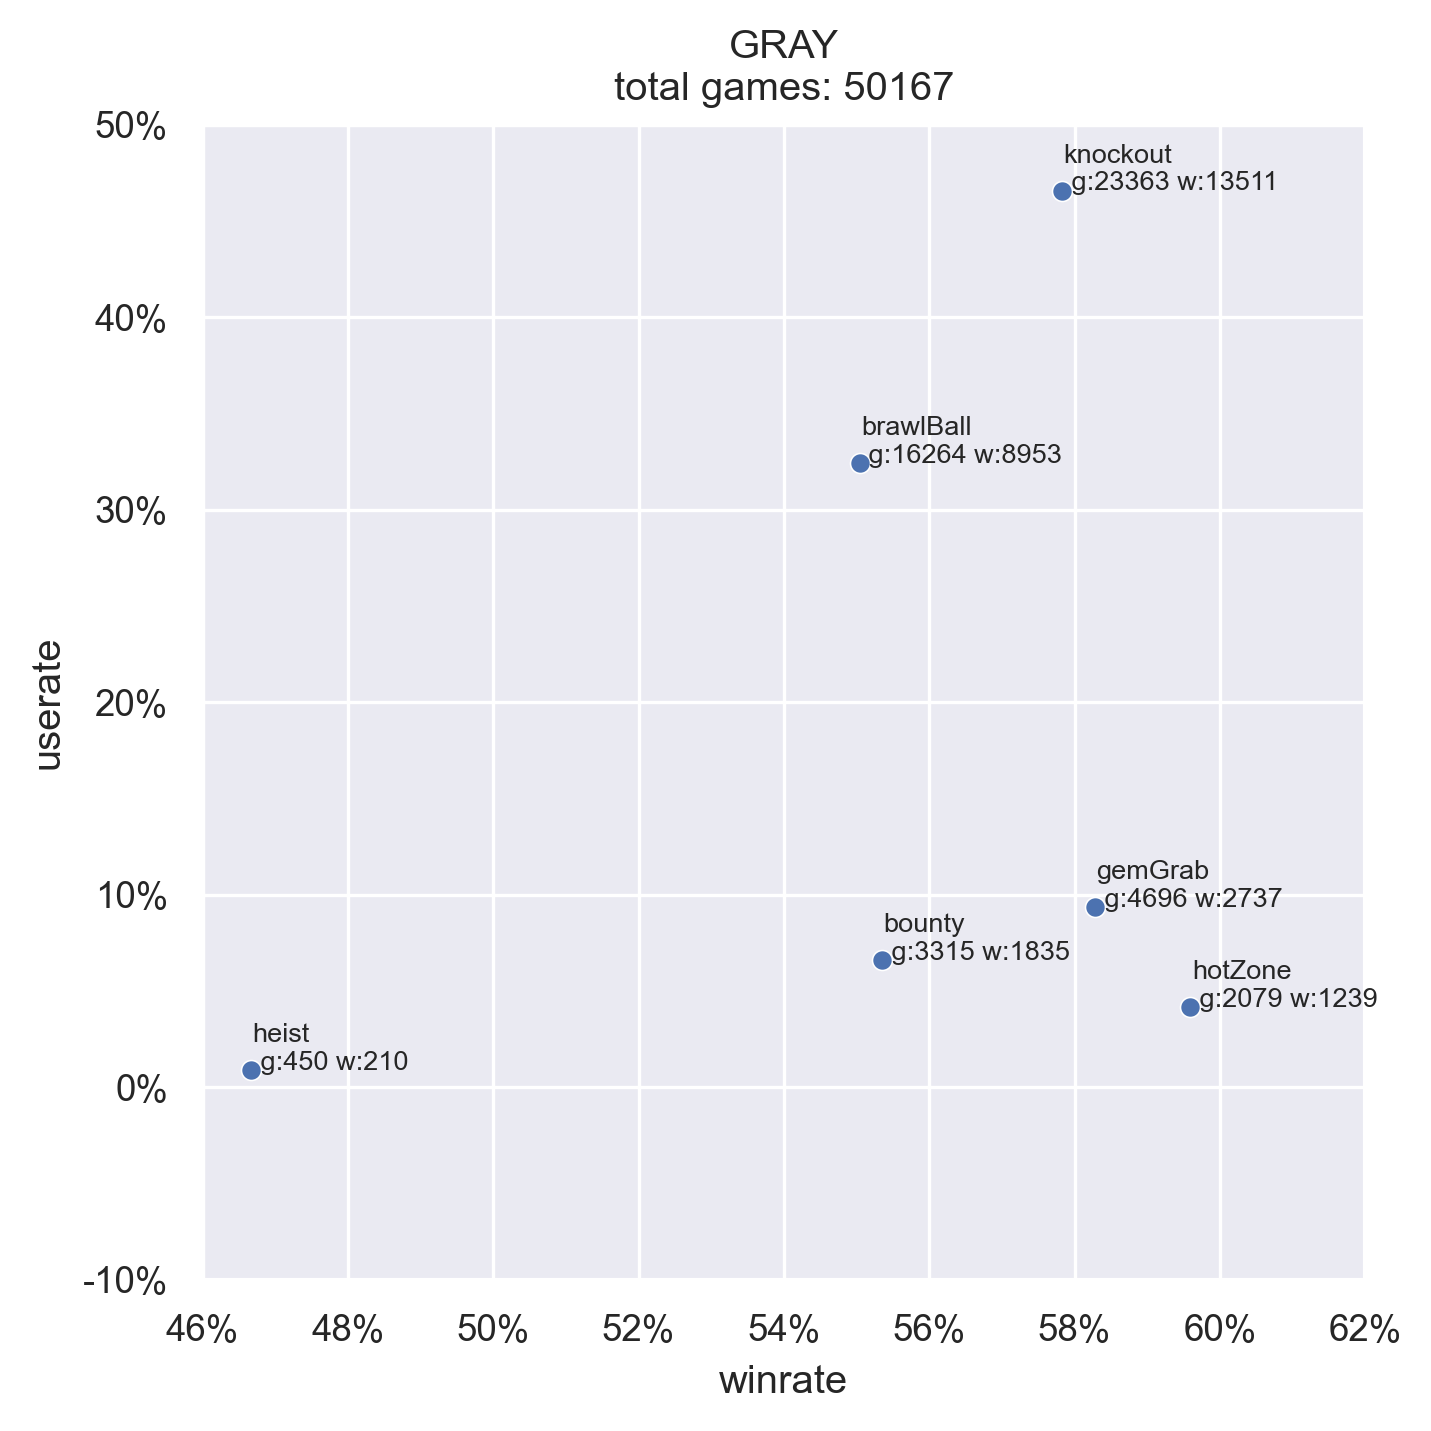 GRAY
total games: 50167
50%
knockout
g:23363 w:13511
40%
brawlBall
g:16264 w:8953
30%
userate
20%
gemGrab
10%
g:4696 w:2737
bounty
g:3315 w:1835
hotZone
g:2079 w:1239
heist
g:450 w:210
0%
-10%
46% 48% 50% 52% 54% 56% 58% 60% 62%
winrate